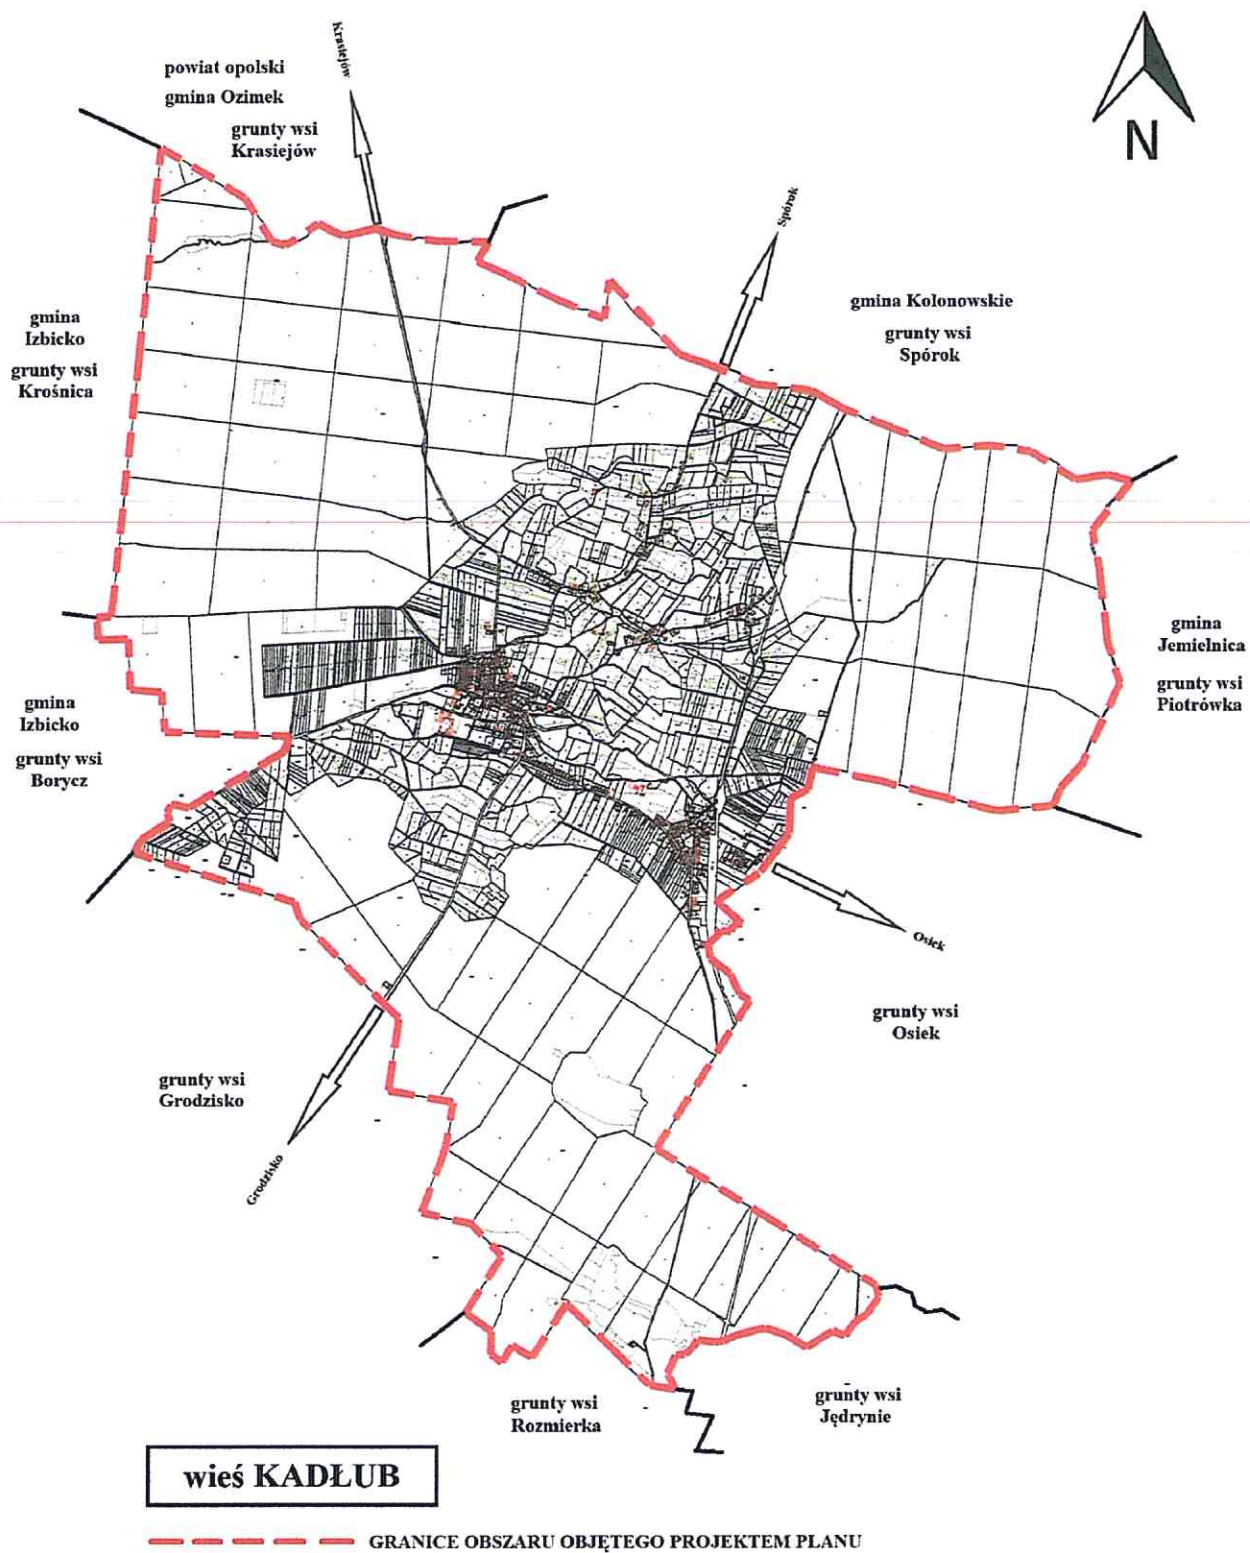 Krasiejów
powiat opolski
gmina Ozimek
grunty wsi
Krasiejów
N
Spórok
gmina Kolonowskie
grunty wsi
Spórok
gmina
Izbicko
grunty wsi
Krośnica
gmina
Jemielnica
grunty wsi
Piotrówka
gmina
Izbicko
grunty wsi
Borycz
Osiek
grunty wsi
Osiek
grunty wsi
Grodzisko
Grodzisko
grunty wsi
Rozmierka
grunty wsi
Jędrynie
wieś KADŁUB
GRANICE OBSZARU OBJĘTEGO PROJEKTEM PLANU